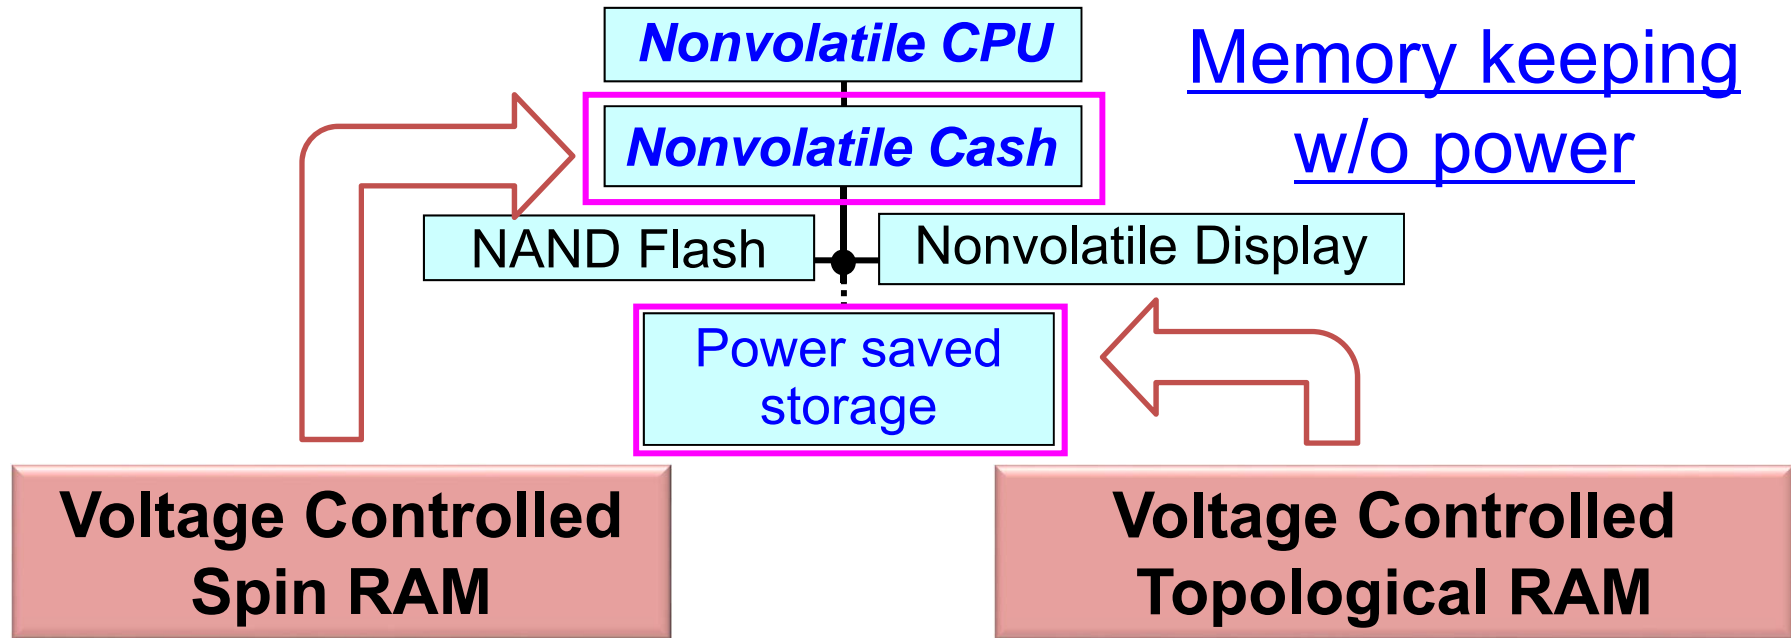 Nonvolatile CPU
Memory keeping
w/o power
Nonvolatile Cash
NAND Flash
Nonvolatile Display
Power saved
storage
Voltage Controlled
Spin RAM
Voltage Controlled
Topological RAM